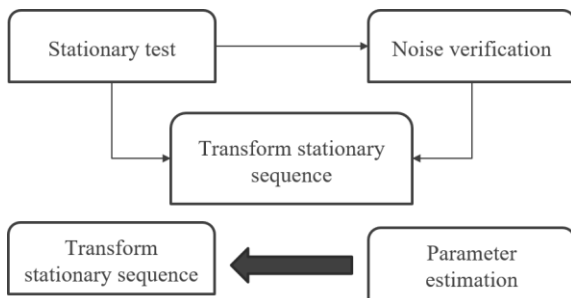 Stationary test
Noise verification
Transform stationary
sequence
Transform
stationary sequence
Parameter
estimation